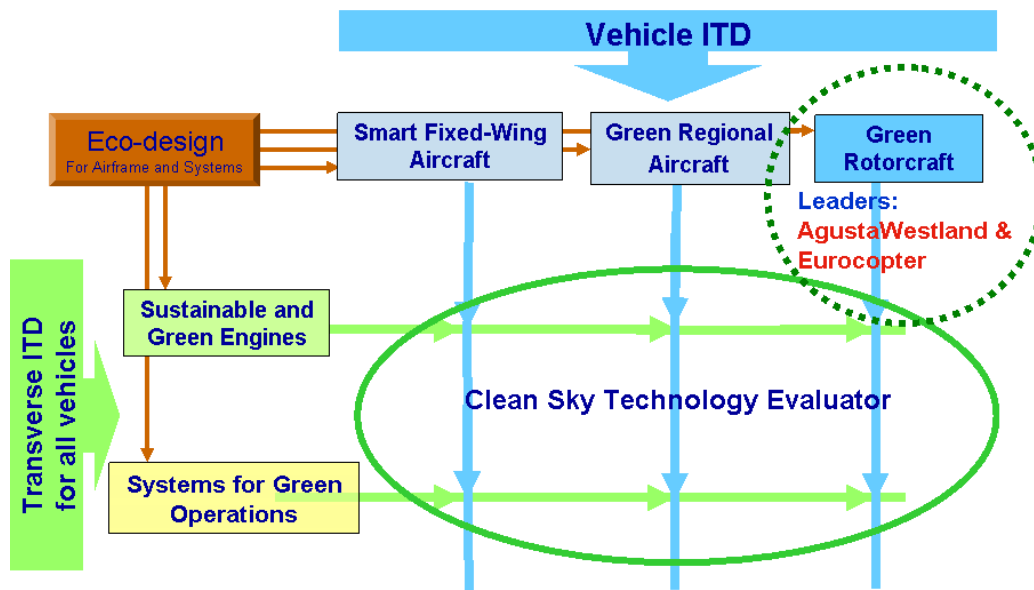 Vehicle ITD
Eco-design
For Airframe and Systems
Smart Fixed-Wing
Aircraft
Green Regional
Aircraft
Green
Rotorcraft
Leaders:
AgustaWestland &
Eurocopter
Transverse ITD
for all vehicles
Sustainable and
Green Engines
Clean Sky Technology Evaluator
Systems for Green
Operations